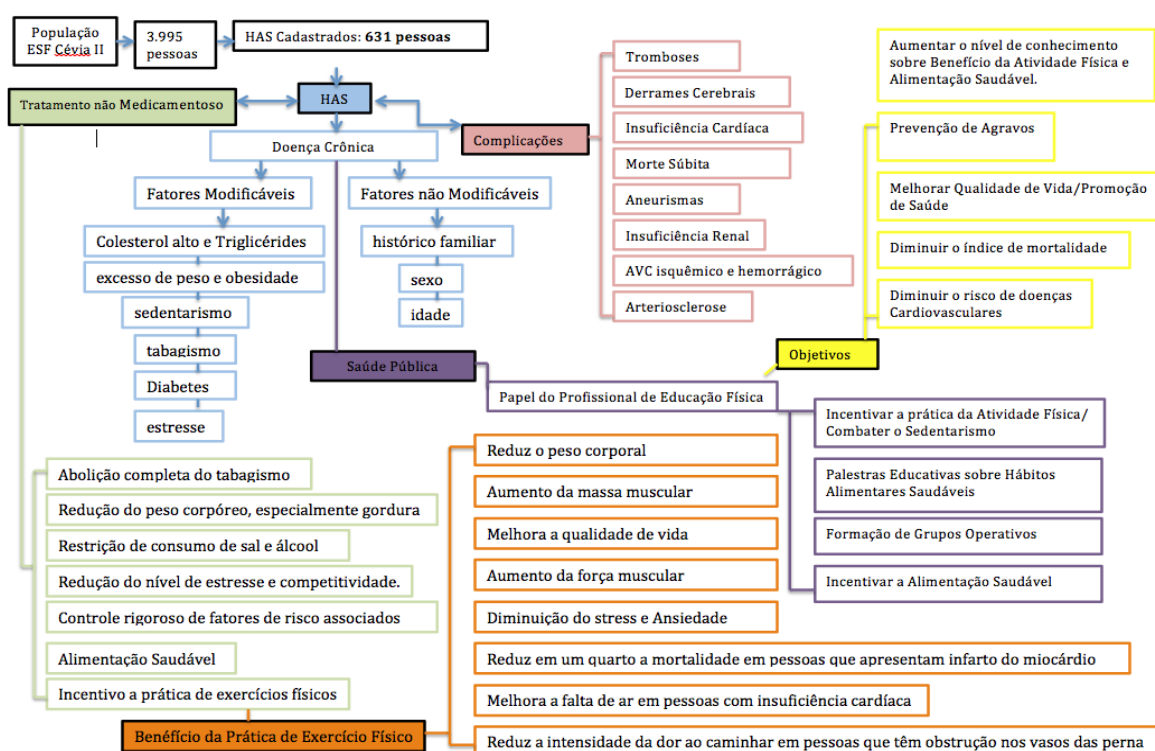 População
ESF Cévia II
3.995
pessoas
HAS Cadastrados: 631 pessoas
Tratamento não Medicamentoso
HAS
Doença Crônica
Complicações
Fatores Modificáveis
Fatores não Modificáveis
Colesterol alto e Triglicérides
excesso de peso e obesidade
sedentarismo
tabagismo
Diabetes
estresse
histórico familiar
sexo
idade
Tromboses
Derrames Cerebrais
Insuficiência Cardíaca
Morte Súbita
Aneurismas
Insuficiência Renal
AVC isquêmico e hemorrágico
Arteriosclerose
Aumentar o nível de conhecimento
sobre Benefício da Atividade Física e
Alimentação Saudável.
Prevenção de Agravos
Melhorar Qualidade de Vida/Promoção
de Saúde
Diminuir o índice de mortalidade
Diminuir o risco de doenças
Cardiovasculares
Objetivos
Saúde Pública
Papel do Profissional de Educação Física
Incentivar a prática da Atividade Física/
Combater o Sedentarismo
Palestras Educativas sobre Hábitos
Alimentares Saudáveis
Formação de Grupos Operativos
Incentivar a Alimentação Saudável
Abolição completa do tabagismo
Redução do peso corpóreo, especialmente gordura
Restrição de consumo de sal e álcool
Redução do nível de estresse e competitividade.
Controle rigoroso de fatores de risco associados
Alimentação Saudável
Incentivo a prática de exercícios físicos
Bénéfício da Prática de Exercício Físico
Reduz o peso corporal
Aumento da massa muscular
Melhora a qualidade de vida
Aumento da força muscular
Diminuição do stress e Ansiedade
Reduz em um quarto a mortalidade em pessoas que apresentam infarto do miocárdio
Melhora a falta de ar em pessoas com insuficiência cardíaca
Reduz a intensidade da dor ao caminhar em pessoas que têm obstrução nos vasos das perna